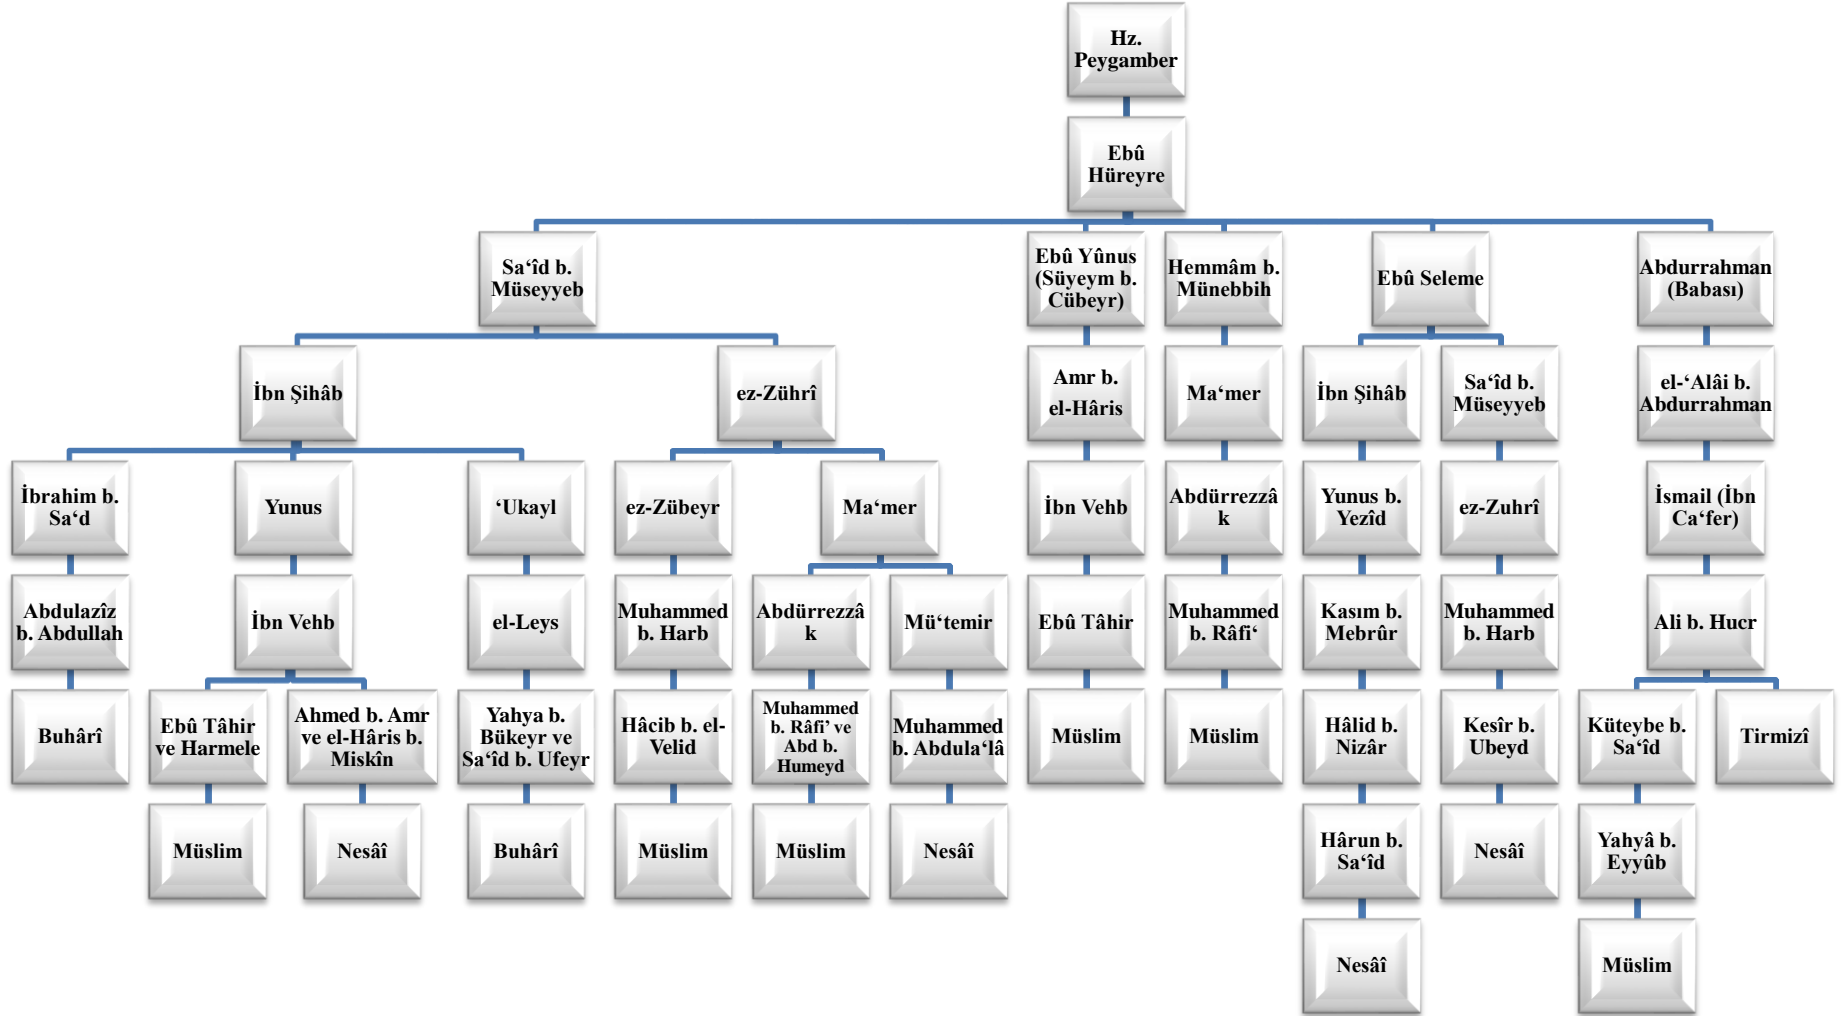 Hz.
Peygamber
Ebû
Hüreyre
Sa‘îd b.
Müseyyeb
Ebû Yûnus
(Süyeym b.
Cübeyr)
Hemmâm b.
Münebbih
Ebû Seleme
Abdurrahman
(Babası)
İbn Şihâb
ez-Zührî
Amr b.
el-Hâris
Ma‘mer
İbn Şihâb
Sa‘îd b.
Müseyyeb
el-‘Alâi b.
Abdurrahman
İbrahim b.
Sa‘d
Yunus
‘Ukayl
ez-Zübeyr
Ma‘mer
İbn Vehb
Abdürrezzâ
k
Yunus b.
Yezîd
ez-Zuhrî
İsmail (İbn
Ca‘fer)
Abdulazîz
b. Abdullah
İbn Vehb
el-Leys
Muhammed
b. Harb
Abdürrezzâ
k
Mü‘temir
Ebû Tâhir
Muhammed
b. Râfi‘
Kasım b.
Mebrûr
Muhammed
b. Harb
Ali b. Hucr
Buhârî
Ebû Tâhir
ve Harmele
Ahmed b. Amr
ve el-Hâris b.
Miskîn
Yahya b.
Bükeyr ve
Sa‘îd b. Ufeyr
Hâcib b. el-
Velid
Muhammed
b. Râfi’ ve
Abd b.
Humeyd
Muhammed
b. Abdula‘lâ
Müslim
Müslim
Hâlid b.
Nizâr
Kesîr b.
Ubeyd
Küteybe b.
Sa‘îd
Tirmizî
Müslim
Nesâî
Buhârî
Müslim
Müslim
Nesâî
Hârun b.
Sa‘îd
Nesâî
Yahyâ b.
Eyyûb
Nesâî
Müslim